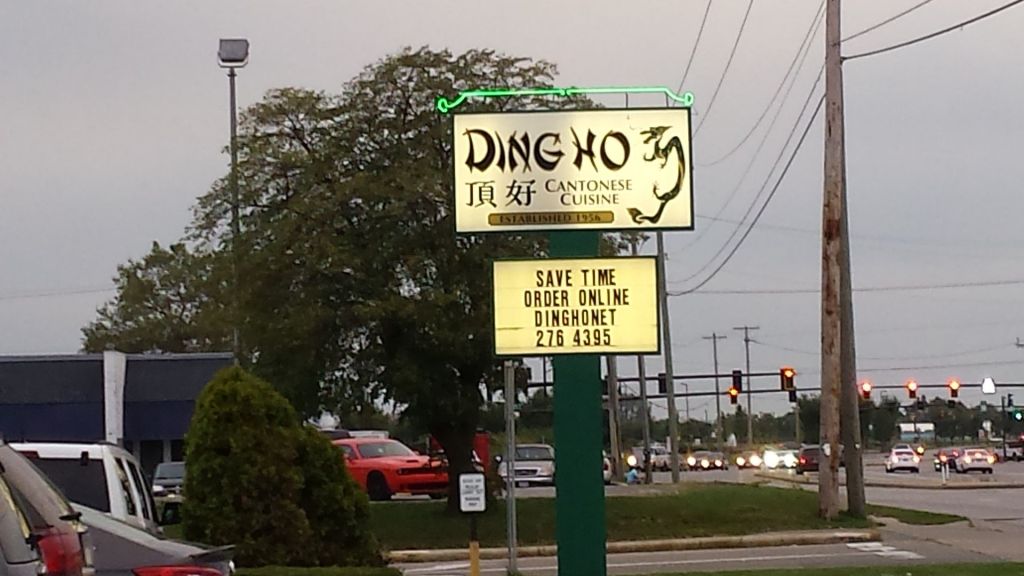 DING HO
頂好 CANTONESE
CUISINE
ESTABLISHED 1956
SAVE TIME
ORDER ONLINE
DINGHONET
276 4395